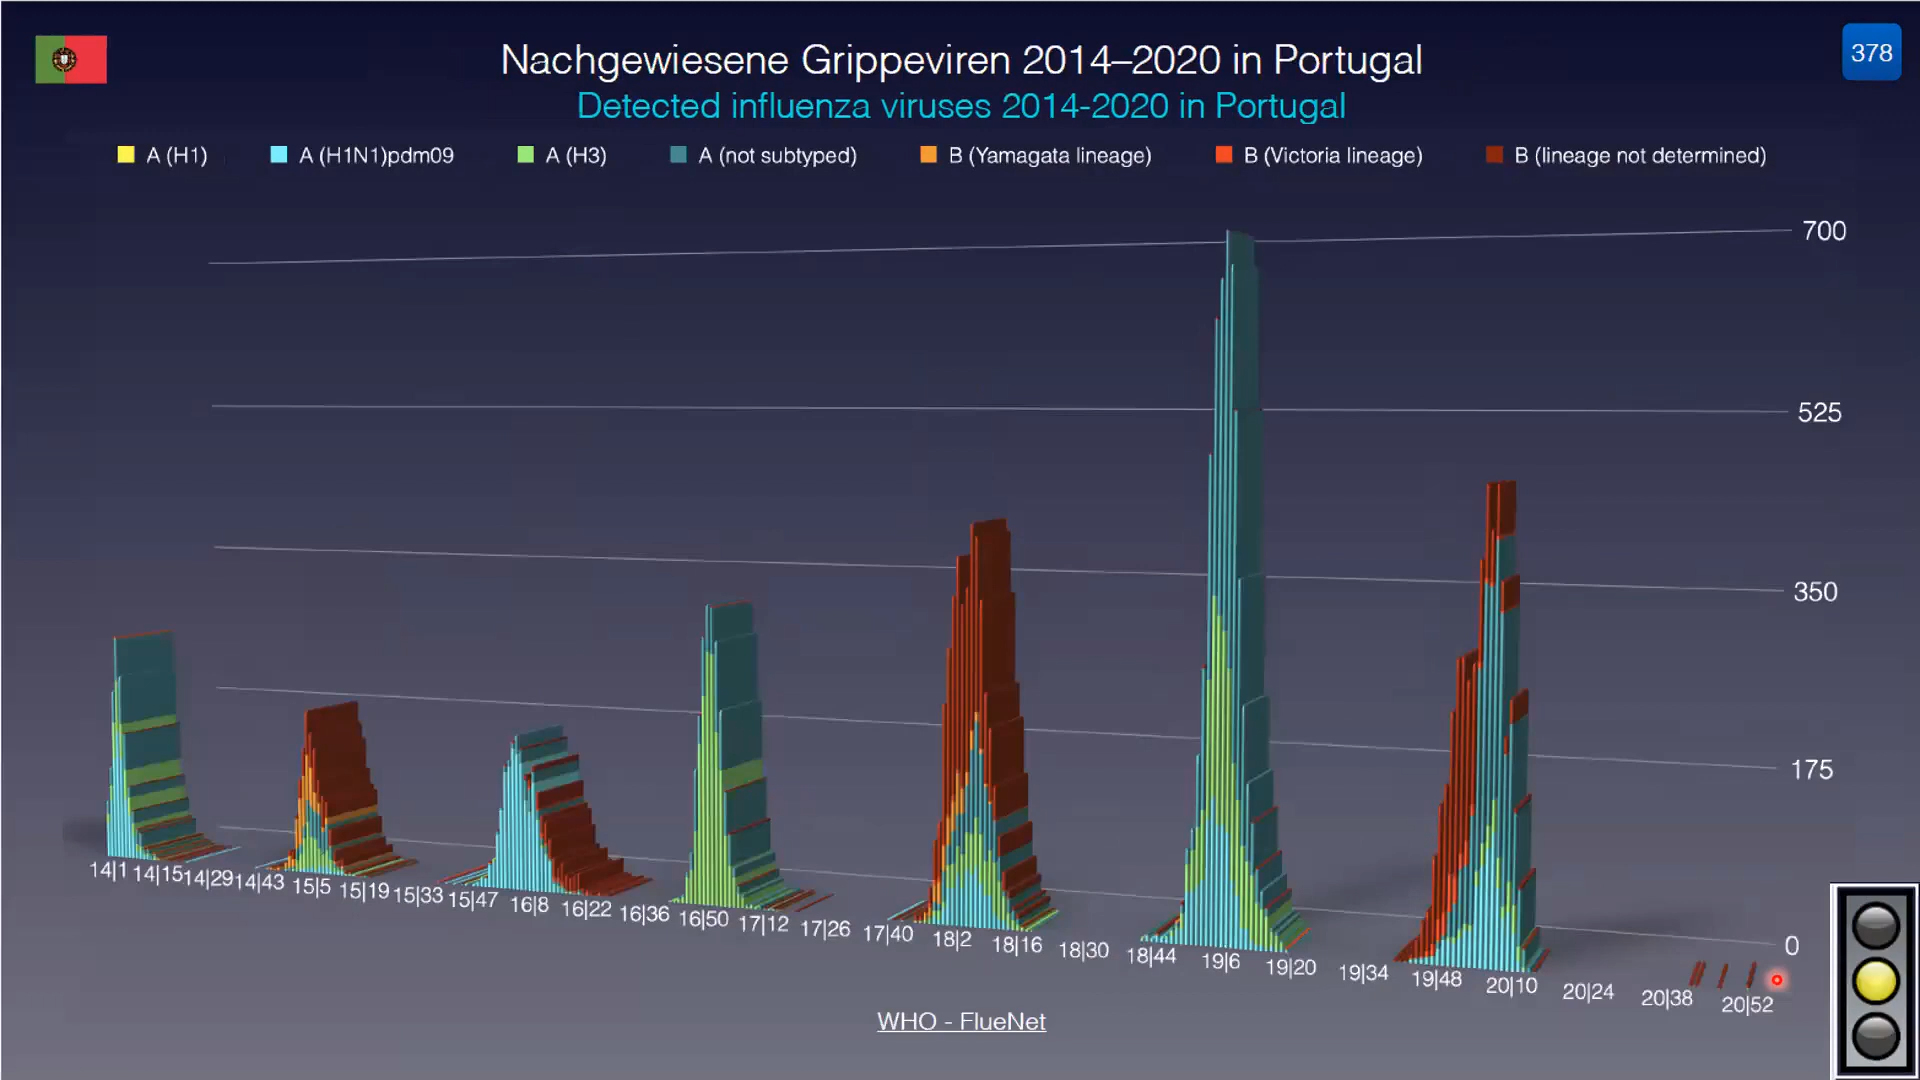 Nachgewiesene Grippeviren 2014–2020 in Portugal
378
Detected influenza viruses 2014-2020 in Portugal
A (H1) A (H1N1)pdm09 A (H3) A (not subtyped) B (Yamagata lineage) B (Victoria lineage) B (lineage not determined)
700
525
350
175
0
14|1 14|15 14|29 14|43 15|5 15|19 15|33 15|47 16|8 16|22 16|36 16|50 17|12 17|26 17|40 18|2 18|16 18|30 18|44 19|6 19|20 19|34 19|48 20|10 20|24 20|38 20|52
WHO - FlueNet